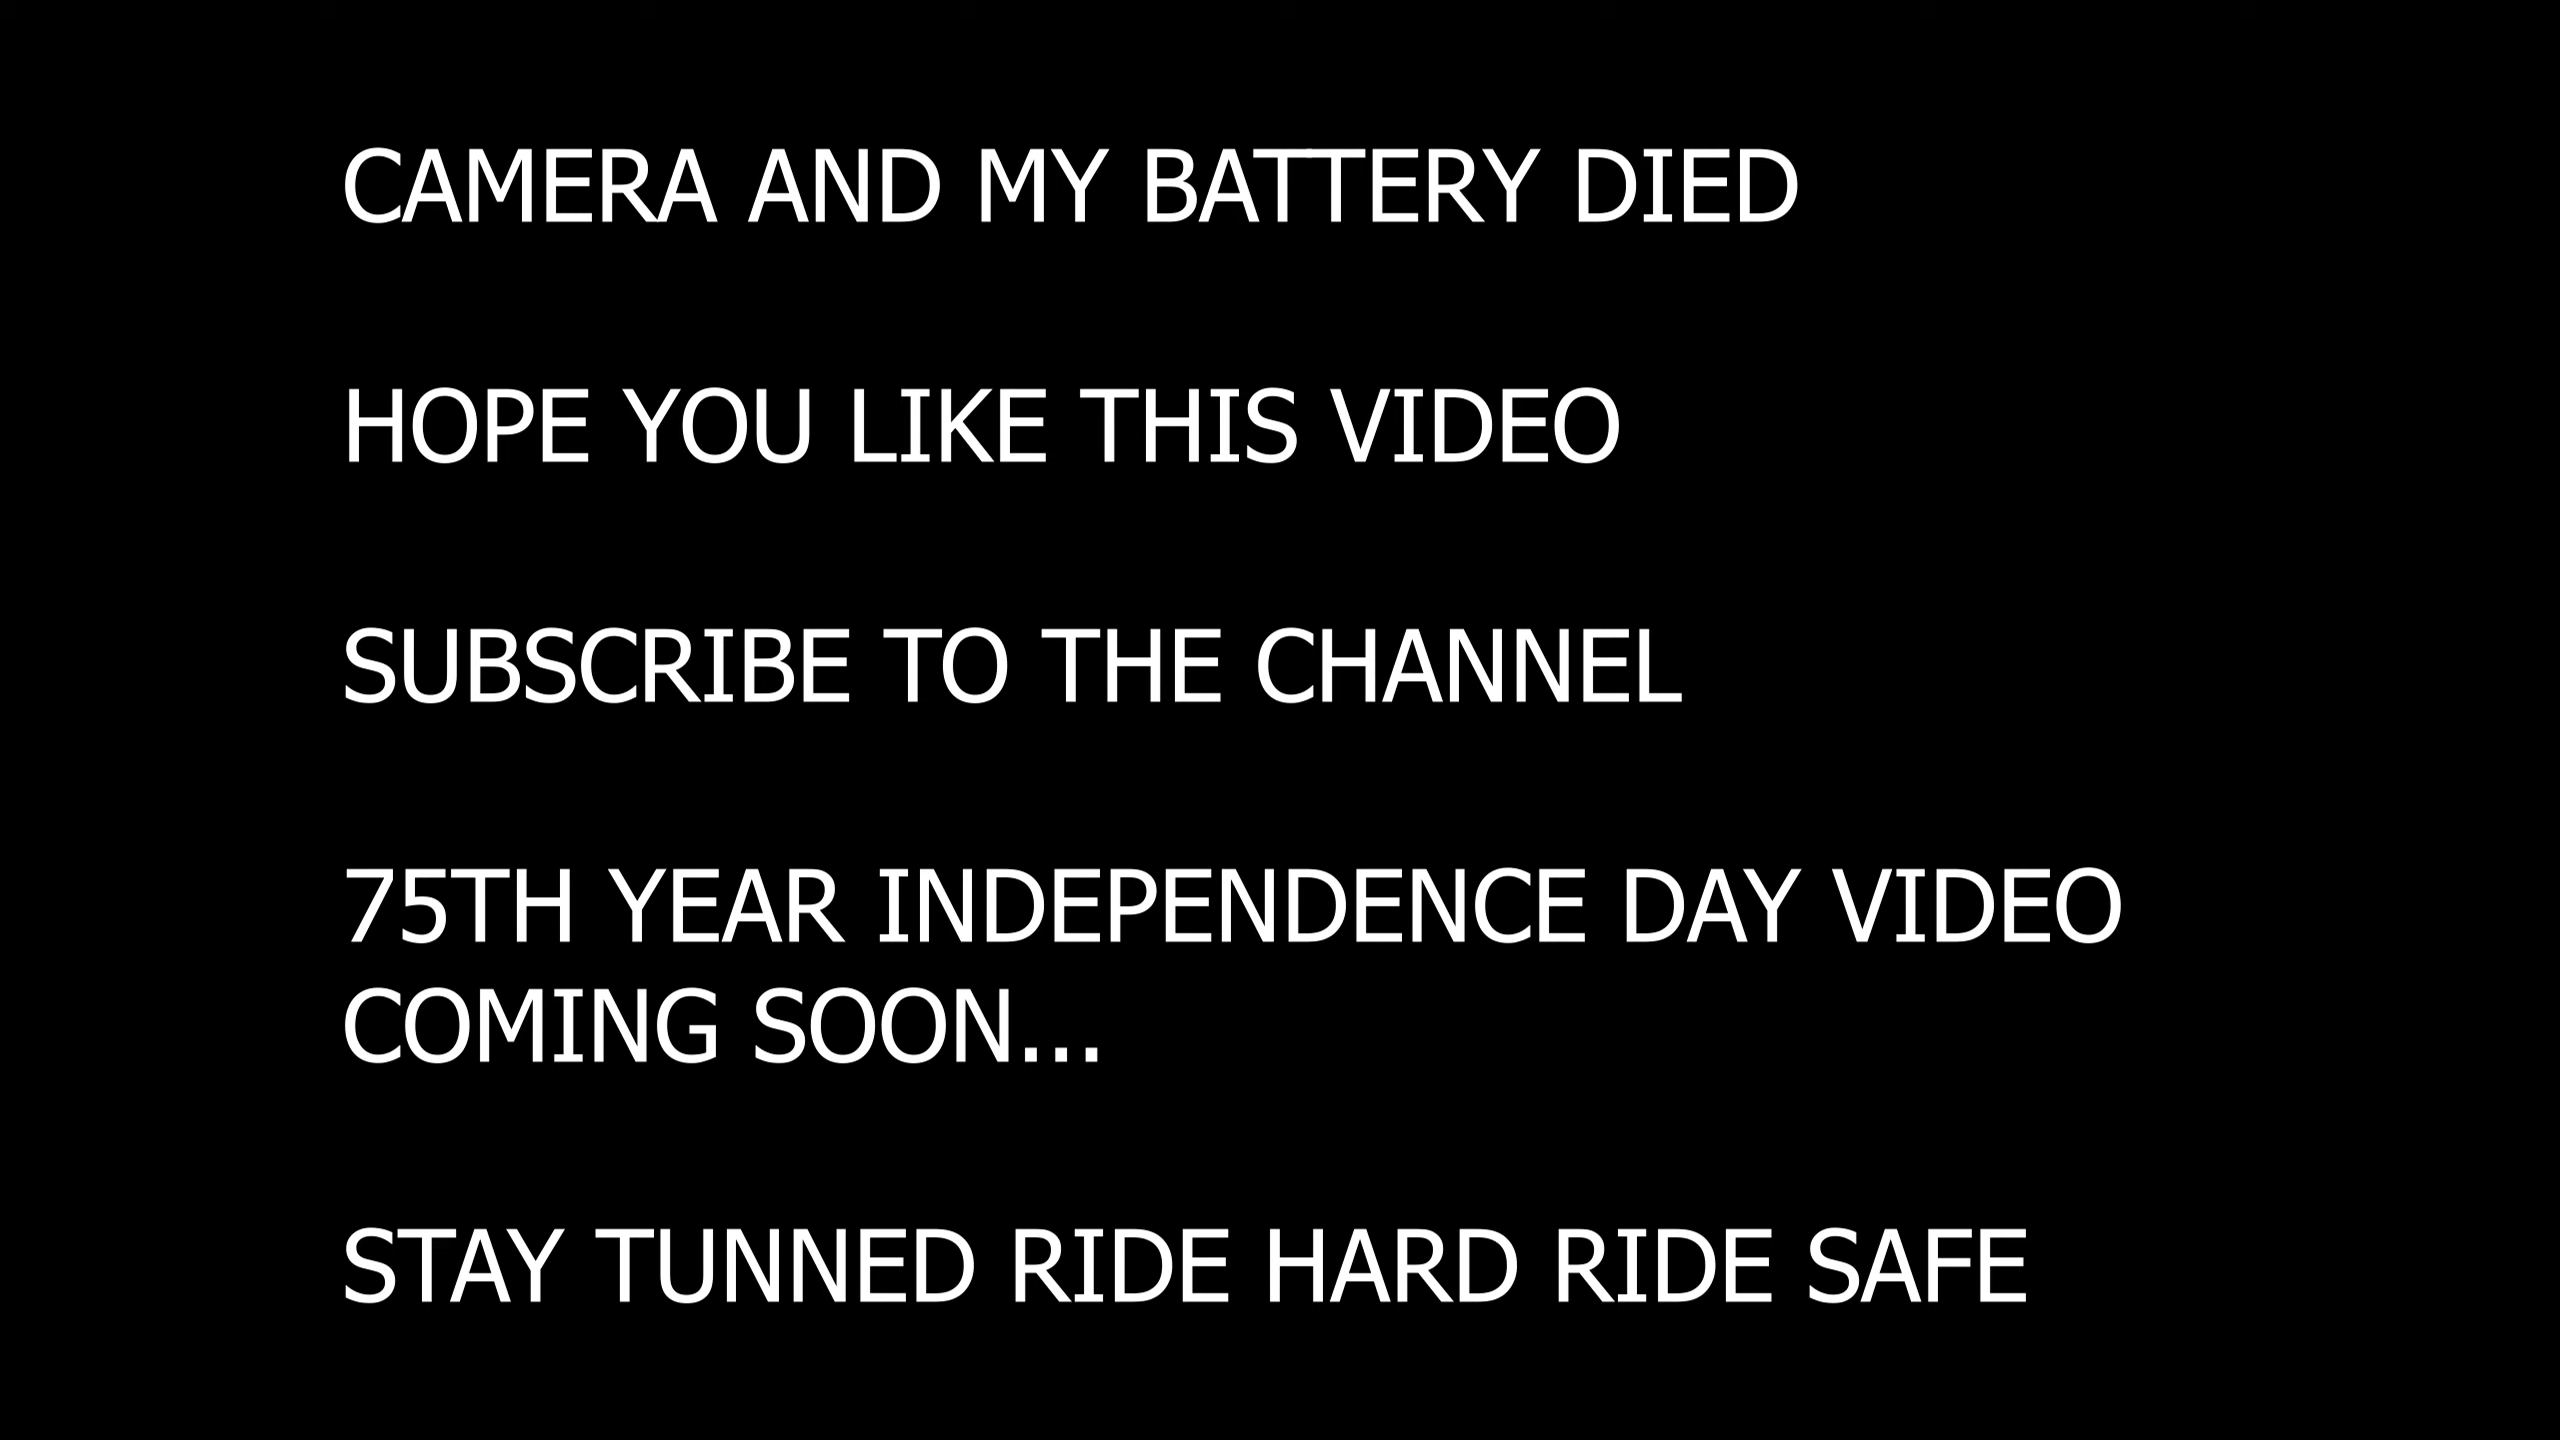 CAMERA AND MY BATTERY DIED
HOPE YOU LIKE THIS VIDEO
SUBSCRIBE TO THE CHANNEL
75TH YEAR INDEPENDENCE DAY VIDEO
COMING SOON...
STAY TUNNED RIDE HARD RIDE SAFE